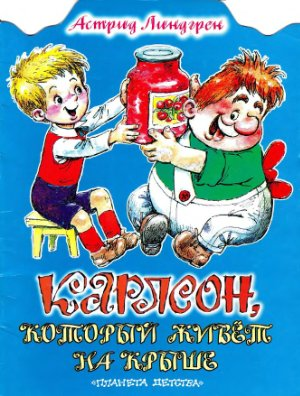 Астрид Линдгрен
Карлсон,
который живёт
на крыше
«Планета детства»